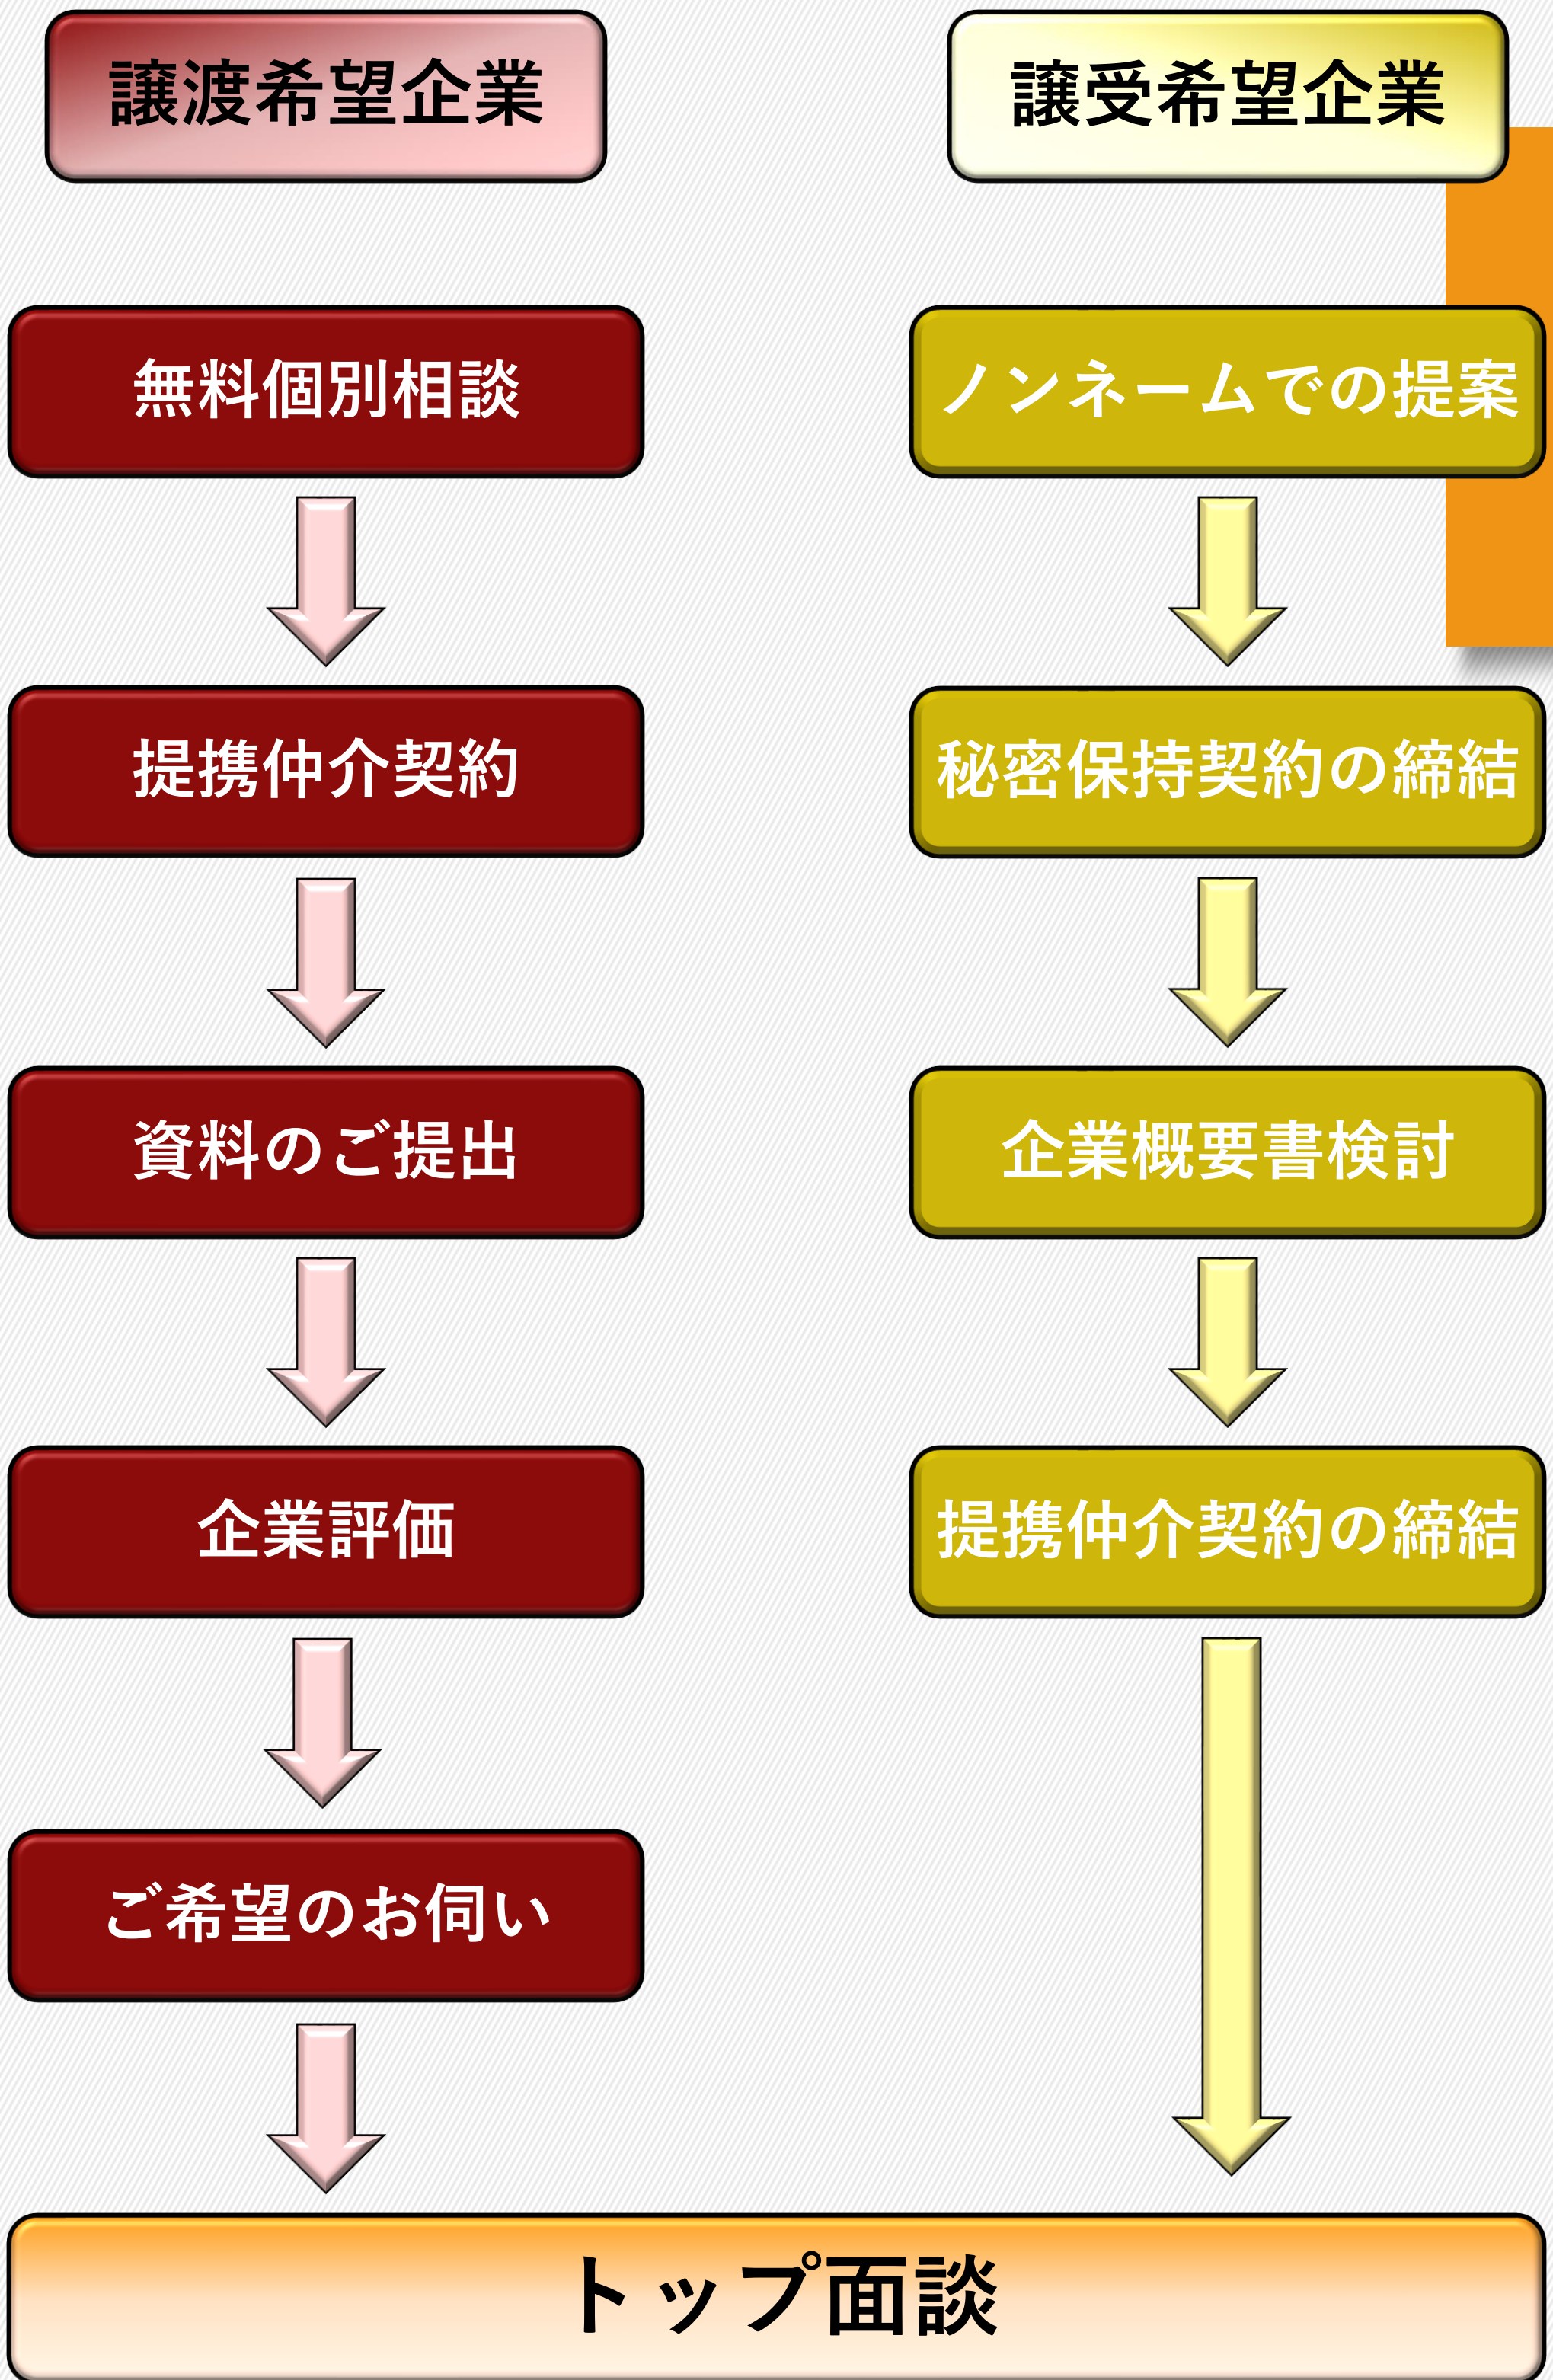 譲渡希望企業
譲受希望企業
無料個別相談
ノンネームでの提案
提携仲介契約
秘密保持契約の締結
資料のご提出
企業概要書検討
企業評価
提携仲介契約の締結
ご希望のお伺い
トップ面談